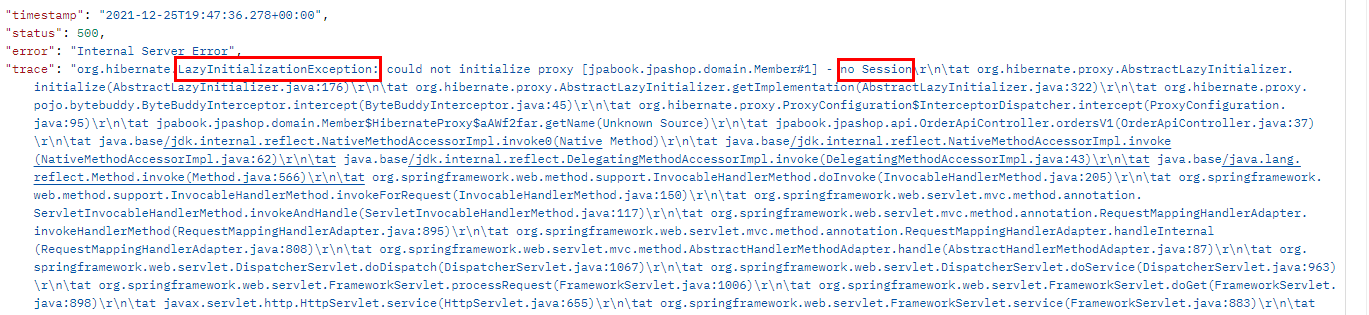 "timestamp": "2021-12-25T19:47:36.278+00:00",
"status": 500,
"error": "Internal Server Error",
"trace": "org.hibernate.LazyInitializationException: could not initialize proxy [jpabook.jpashop.domain.Member#1] - no Session\r\n\tat org.hibernate.proxy.AbstractLazyInitializer.
initialize(AbstractLazyInitializer.java:176)\r\n\tat org.hibernate.proxy.AbstractLazyInitializer.getImplementation(AbstractLazyInitializer.java:322)\r\n\tat org.hibernate.proxy.
pojo.bytebuddy.ByteBuddyInterceptor.intercept(ByteBuddyInterceptor.java:45)\r\n\tat org.hibernate.proxy.ProxyConfiguration$InterceptorDispatcher.intercept(ProxyConfiguration.
java:95)\r\n\tat jpabook.jpashop.domain.Member$HibernateProxy$aAWf2far.getName(Unknown Source)\r\n\tat jpabook.jpashop.api.OrderApiController.ordersV1(OrderApiController.java:37)
\r\n\tat java.base/jdk.internal.reflect.NativeMethodAccessorImpl.invoke0(Native Method)\r\n\tat java.base/jdk.internal.reflect.NativeMethodAccessorImpl.invoke
(NativeMethodAccessorImpl.java:62)\r\n\tat java.base/jdk.internal.reflect.DelegatingMethodAccessorImpl.invoke(DelegatingMethodAccessorImpl.java:43)\r\n\tat java.base/java.lang.
reflect.Method.invoke(Method.java:566)\r\n\tat org.springframework.web.method.support.InvocableHandlerMethod.doInvoke(InvocableHandlerMethod.java:205)\r\n\tat org.springframework.
web.method.support.InvocableHandlerMethod.invokeForRequest(InvocableHandlerMethod.java:150)\r\n\tat org.springframework.web.servlet.mvc.method.annotation.
ServletInvocableHandlerMethod.invokeAndHandle(ServletInvocableHandlerMethod.java:117)\r\n\tat org.springframework.web.servlet.mvc.method.annotation.RequestMappingHandlerAdapter.
invokeHandlerMethod(RequestMappingHandlerAdapter.java:895)\r\n\tat org.springframework.web.servlet.mvc.method.annotation.RequestMappingHandlerAdapter.handleInternal
(RequestMappingHandlerAdapter.java:808)\r\n\tat org.springframework.web.servlet.mvc.method.AbstractHandlerMethodAdapter.handle(AbstractHandlerMethodAdapter.java:87)\r\n\tat org.
springframework.web.servlet.DispatcherServlet.doDispatch(DispatcherServlet.java:1067)\r\n\tat org.springframework.web.servlet.DispatcherServlet.doService(DispatcherServlet.java:963)
\r\n\tat org.springframework.web.servlet.FrameworkServlet.processRequest(FrameworkServlet.java:1006)\r\n\tat org.springframework.web.servlet.FrameworkServlet.doGet(FrameworkServlet.
java:898)\r\n\tat javax.servlet.http.HttpServlet.service(HttpServlet.java:655)\r\n\tat org.springframework.web.servlet.FrameworkServlet.service(FrameworkServlet.java:883)\r\n\tat